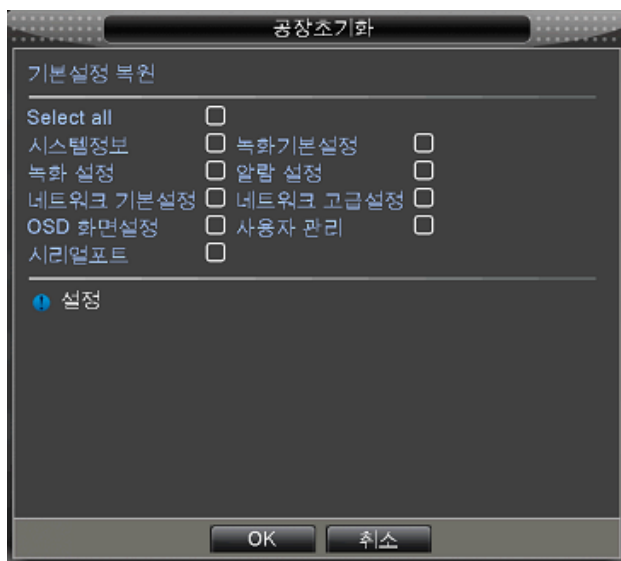 공장초기화
기본설정 복원
Select all
시스템정보 녹화기본설정
녹화 설정 알람 설정
네트워크 기본설정 네트워크 고급설정
OSD 화면설정 사용자 관리
시리얼포트
설정
OK 취소